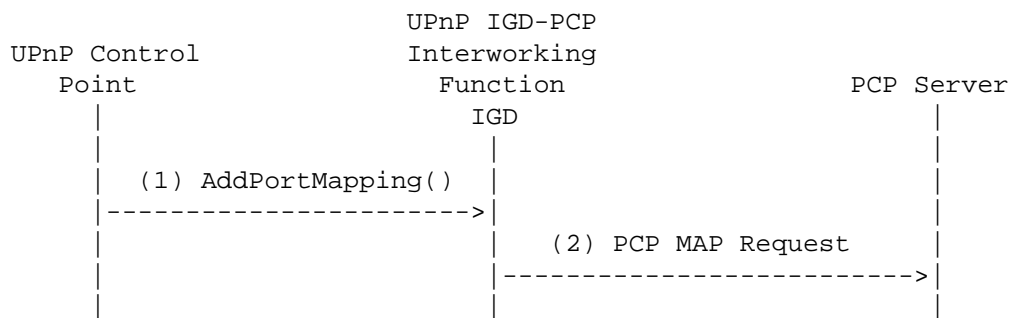 UPnP IGD-PCP
UPnP Control Interworking
Point Function PCP Server
IGD
(1) AddPortMapping()
(2) PCP MAP Request